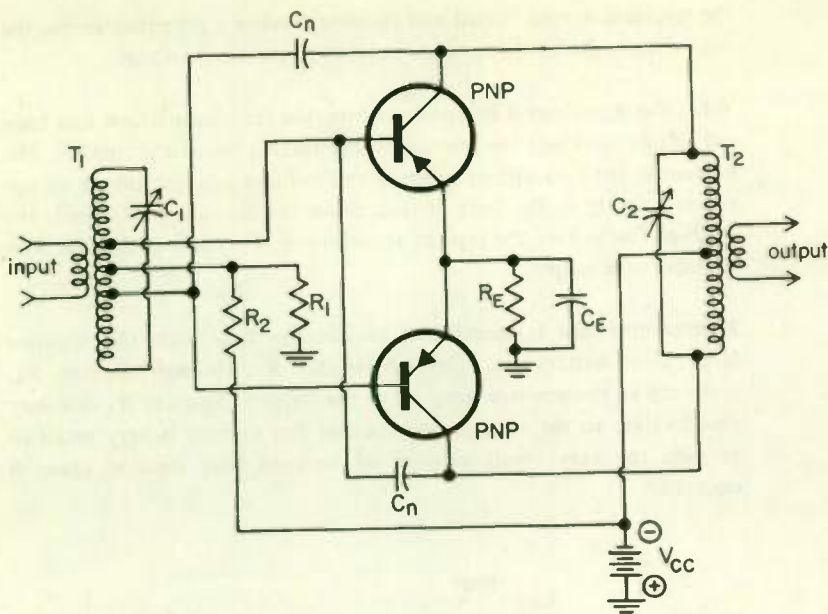 Cn
PNP
T1
C1
input
R2
R1
RE
CE
T2
C2
output
PNP
Cn
⊖
VCC
⊕